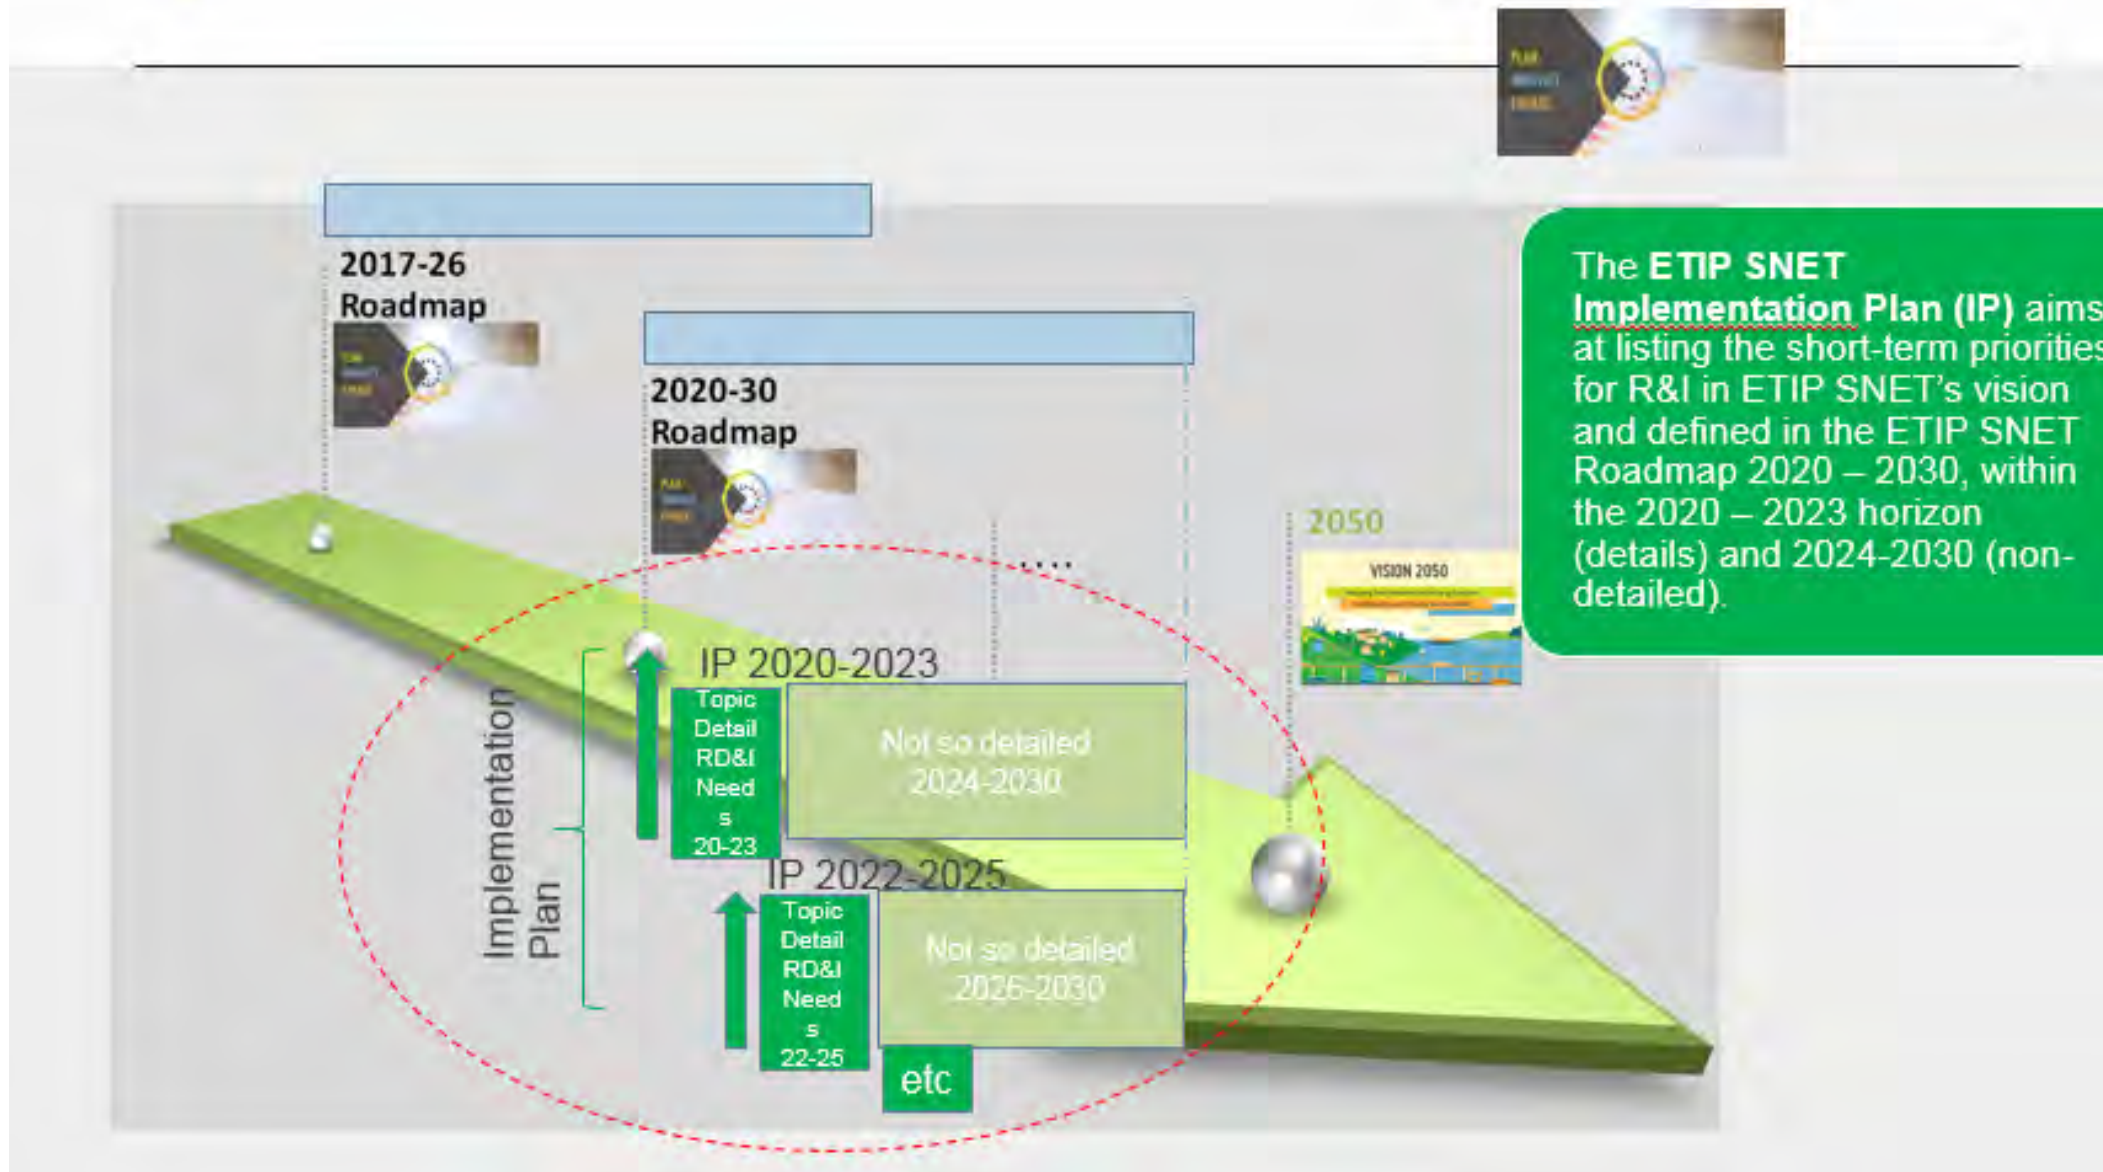 2017-26
Roadmap
2020-30
Roadmap
....
2050
VISION 2050
The ETIP SNET
Implementation Plan (IP) aims
at listing the short-term priorities
for R&I in ETIP SNET's vision
and defined in the ETIP SNET
Roadmap 2020 – 2030, within
the 2020 – 2023 horizon
(details) and 2024-2030 (non-
detailed).
Implementation
Plan
IP 2020-2023
Topic
Detail
RD&I
Need
s
20-23
Not so detailed
2024-2030
IP 2022-2025
Topic
Detail
RD&I
Need
s
22-25
Not so detailed
2026-2030
etc